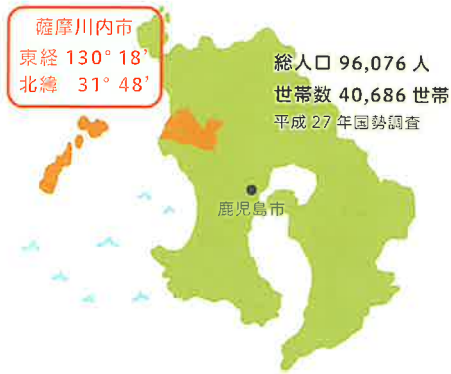 薩摩川内市
東経 130° 18’
北緯 31° 48’
総人口 96,076 人
世帯数 40,686 世帯
平成 27 年国勢調査
鹿児島市